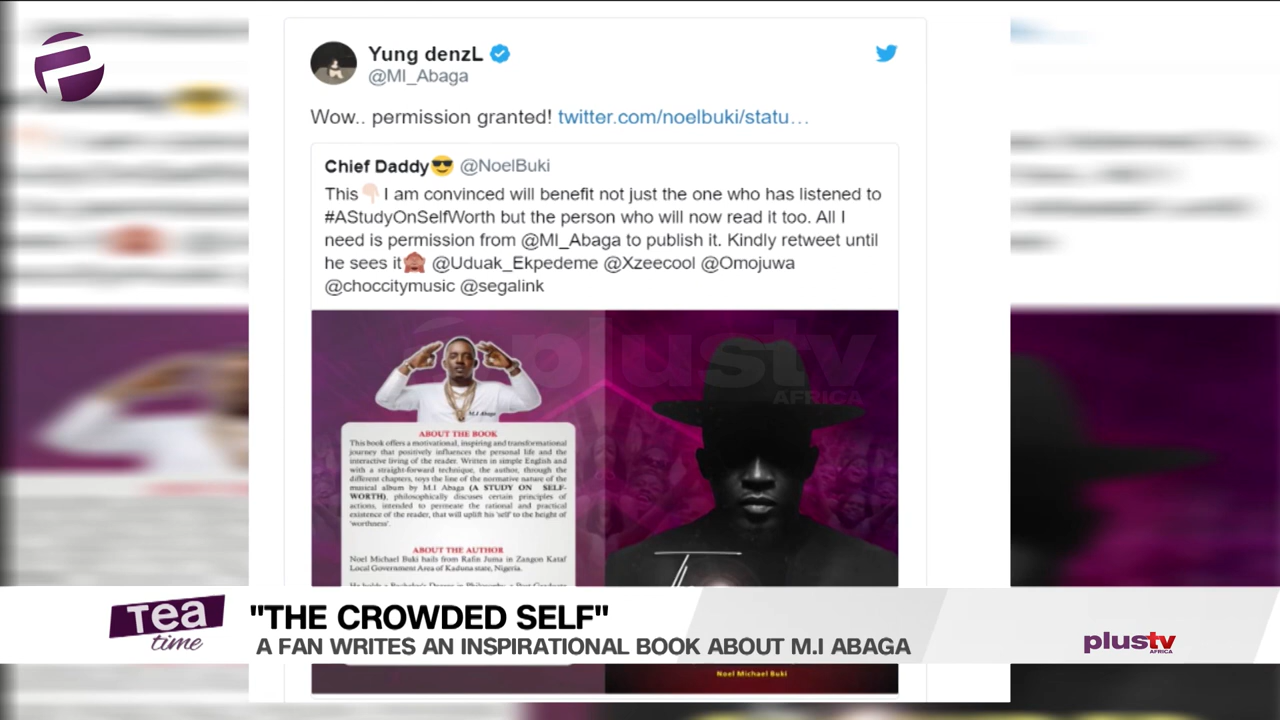 Yung denzL
@MI_Abaga
Wow.. permission granted! twitter.com/noelbuki/statu…
Chief Daddy😎 @NoelBuki
This👇🏻I am convinced will benefit not just the one who has listened to
#AStudyOnSelfWorth but the person who will now read it too. All I
need is permission from @MI_Abaga to publish it. Kindly retweet until
he sees it🙈 @Uduak_Ekpedeme @Xzeecool @Omojuwa
@choccitymusic @segalink
plustv
AFRICA
M.I Abaga
ABOUT THE BOOK
This book offers a motivational, inspiring and transformational
journey that positively influences the personal life and the
interactive living of the reader. Written in simple English and
with a straight-forward technique, the author, through the
different chapters, toys the line of the normative nature of the
musical album by M.I Abaga (A STUDY ON SELF-
WORTH), philosophically discuses certain principles of
actions, intended to permeate the rational and practical
existence of the reader, that will uplift his 'self' to the height of
'worthness'.
ABOUT THE AUTHOR
Noel Michael Buki hails from Rafin Juma in Zangon Kataf
Local Government Area of Kaduna state, Nigeria.
Tea
time
"THE CROWDED SELF"
A FAN WRITES AN INSPIRATIONAL BOOK ABOUT M.I ABAGA
plustv
AFRICA
Noel Michael Buki